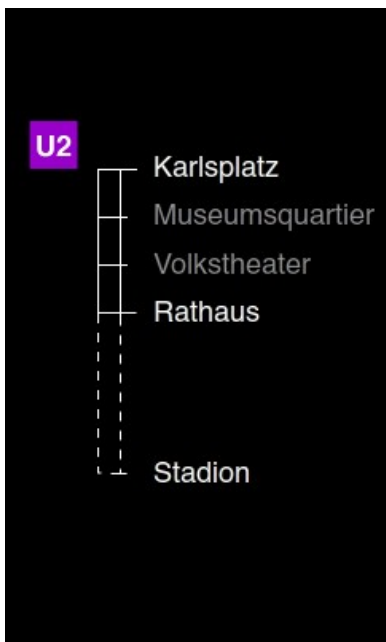 U2
Karlsplatz
Museumsquartier
Volkstheater
Rathaus
Stadion